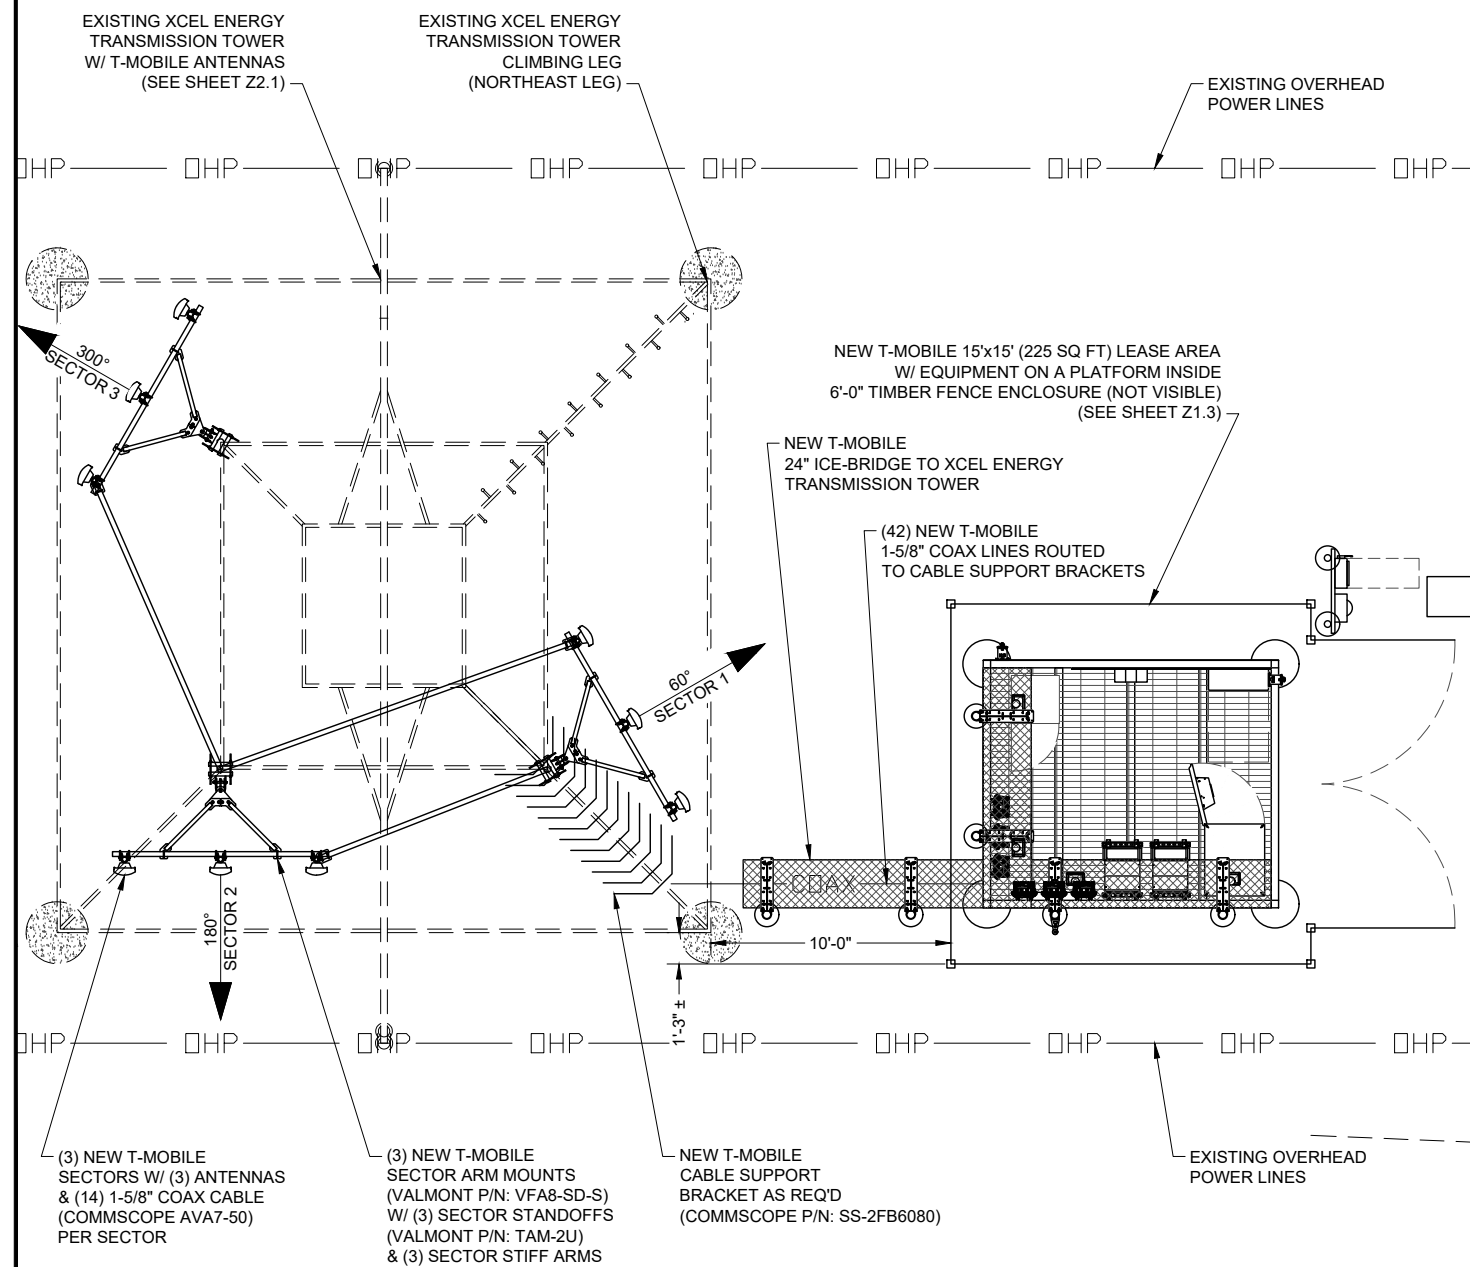 EXISTING XCEL ENERGY
TRANSMISSION TOWER
W/ T-MOBILE ANTENNAS
(SEE SHEET Z2.1)
EXISTING XCEL ENERGY
TRANSMISSION TOWER
CLIMBING LEG
(NORTHEAST LEG)
EXISTING OVERHEAD
POWER LINES
OHP OHP OHP OHP OHP OHP OHP OHP OHP
300°
SECTOR 3
NEW T-MOBILE 15'x15' (225 SQ FT) LEASE AREA
W/ EQUIPMENT ON A PLATFORM INSIDE
6'-0" TIMBER FENCE ENCLOSURE (NOT VISIBLE)
(SEE SHEET Z1.3)
NEW T-MOBILE
24" ICE-BRIDGE TO XCEL ENERGY
TRANSMISSION TOWER
(42) NEW T-MOBILE
1-5/8" COAX LINES ROUTED
TO CABLE SUPPORT BRACKETS
60°
SECTOR 1
COAX
180°
SECTOR 2
10'-0"
1'-3" ±
OHP OHP OHP OHP OHP OHP OHP OHP OHP
(3) NEW T-MOBILE
SECTORS W/ (3) ANTENNAS
& (14) 1-5/8" COAX CABLE
(COMMSCOPE AVA7-50)
PER SECTOR
(3) NEW T-MOBILE
SECTOR ARM MOUNTS
(VALMONT P/N: VFA8-SD-S)
W/ (3) SECTOR STANDOFFS
(VALMONT P/N: TAM-2U)
& (3) SECTOR STIFF ARMS
NEW T-MOBILE
CABLE SUPPORT
BRACKET AS REQ'D
(COMMSCOPE P/N: SS-2FB6080)
EXISTING OVERHEAD
POWER LINES